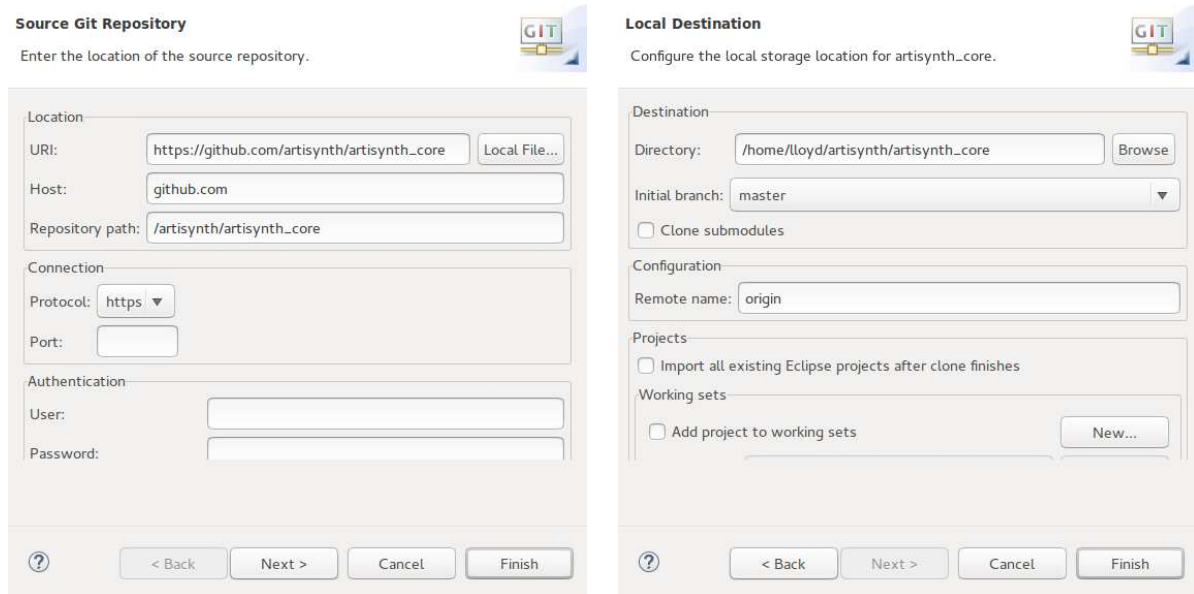 Source Git Repository
Enter the location of the source repository.
GIT
Location
URI: https://github.com/artisynth/artisynth_core Local File...
Host: github.com
Repository path: /artisynth/artisynth_core
Connection
Protocol: https
Port:
Authentication
User:
Password:
? < Back Next > Cancel Finish
Local Destination
Configure the local storage location for artisynth_core.
GIT
Destination
Directory: /home/lloyd/artisynth/artisynth_core Browse
Initial branch: master
Clone submodules
Configuration
Remote name: origin
Projects
Import all existing Eclipse projects after clone finishes
Working sets
Add project to working sets New...
? < Back Next > Cancel Finish